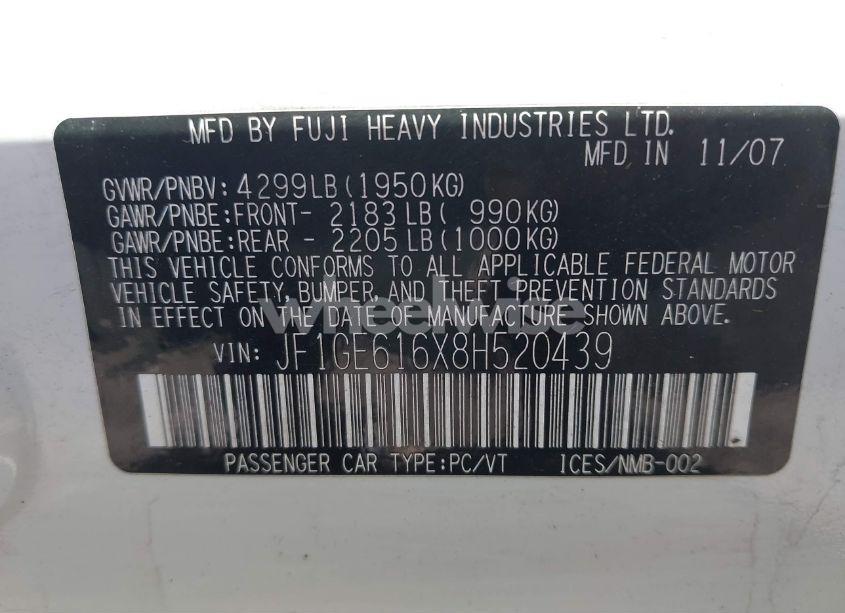 MFD BY FUJI HEAVY INDUSTRIES LTD.
MFD IN 11/07
GVWR/PNBV: 4299LB(1950KG)
GAWR/PNBE:FRONT- 2183LB( 990KG)
GAWR/PNBE:REAR - 2205LB(1000KG)
THIS VEHICLE CONFORMS TO ALL APPLICABLE FEDERAL MOTOR
VEHICLE SAFETY, BUMPER, AND THEFT PREVENTION STANDARDS
IN EFFECT ON THE DATE OF MANUFACTURE SHOWN ABOVE.
wheelwise
VIN: JF1GE616X8H520439
PASSENGER CAR TYPE:PC/VT ICES/NMB-002